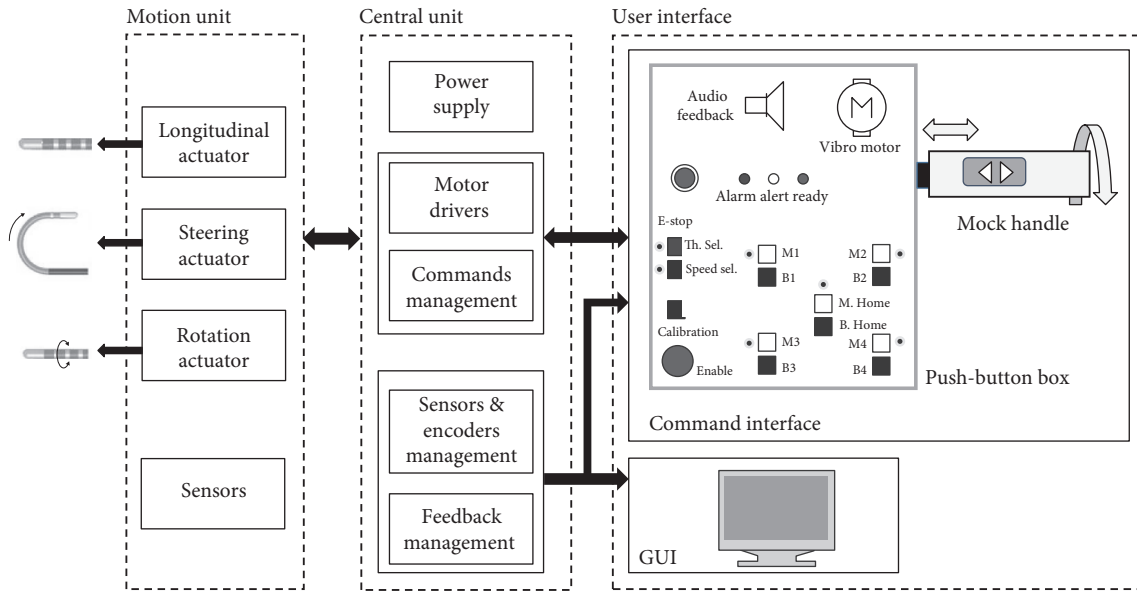 Motion unit
Central unit
User interface
Longitudinal
actuator
Steering
actuator
Rotation
actuator
Sensors
Power
supply
Motor
drivers
Commands
management
Sensors &
encoders
management
Feedback
management
Audio
feedback
M
Vibro motor
Alarm alert ready
E-stop
Th. Sel.
Speed sel.
Calibration
Enable
M1
B1
M2
B2
M. Home
B. Home
M3
B3
M4
B4
Mock handle
Push-button box
Command interface
GUI